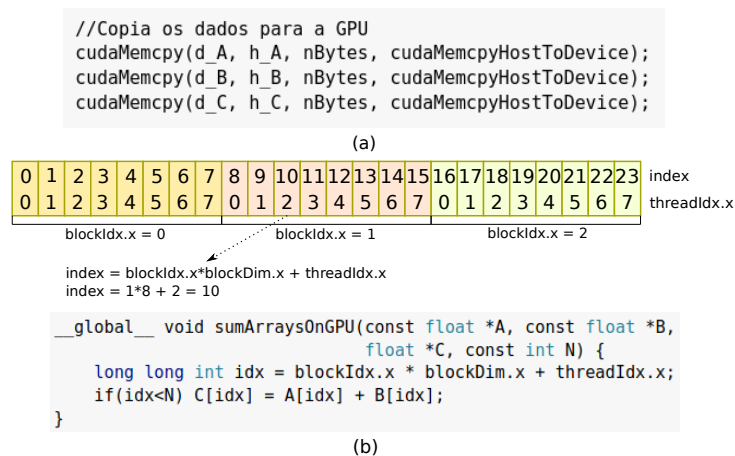 //Copia os dados para a GPU
cudaMemcpy(d_A, h_A, nBytes, cudaMemcpyHostToDevice);
cudaMemcpy(d_B, h_B, nBytes, cudaMemcpyHostToDevice);
cudaMemcpy(d_C, h_C, nBytes, cudaMemcpyHostToDevice);
(a)
0 1 2 3 4 5 6 7 8 9 10 11 12 13 14 15 16 17 18 19 20 21 22 23 index
0 1 2 3 4 5 6 7 0 1 2 3 4 5 6 7 0 1 2 3 4 5 6 7 threadIdx.x
blockIdx.x = 0 blockIdx.x = 1 blockIdx.x = 2
index = blockIdx.x*blockDim.x + threadIdx.x
index = 1*8 + 2 = 10
__global__ void sumArraysOnGPU(const float *A, const float *B,
float *C, const int N) {
long long int idx = blockIdx.x * blockDim.x + threadIdx.x;
if(idx<N) C[idx] = A[idx] + B[idx];
}
(b)